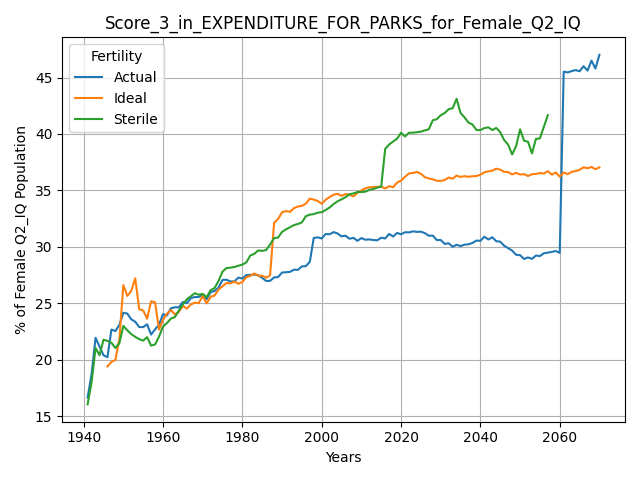 Score_3_in_EXPENDITURE_FOR_PARKS_for_Female_Q2_IQ
Fertility
Actual
Ideal
Sterile
% of Female Q2_IQ Population
45
40
35
30
25
20
15
1940 1960 1980 2000 2020 2040 2060
Years